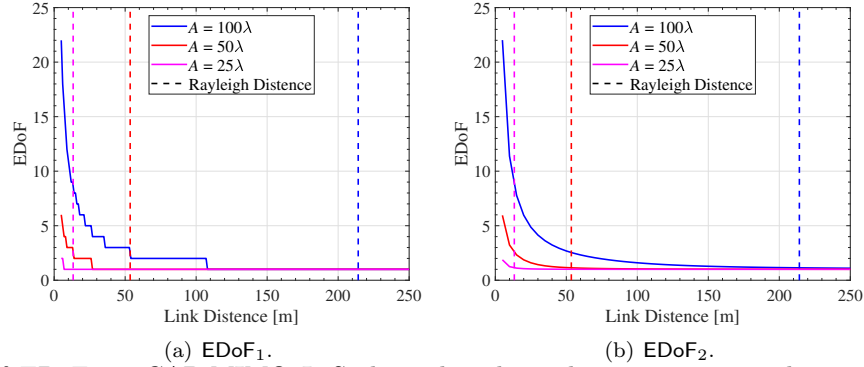 25
20
15
10
5
0
EDoF
A = 100λ
A = 50λ
A = 25λ
Rayleigh Distence
0 50 100 150 200 250
Link Distance [m]
(a) EDoF₁.
25
20
15
10
5
0
EDoF
A = 100λ
A = 50λ
A = 25λ
Rayleigh Distence
0 50 100 150 200 250
Link Distance [m]
(b) EDoF₂.